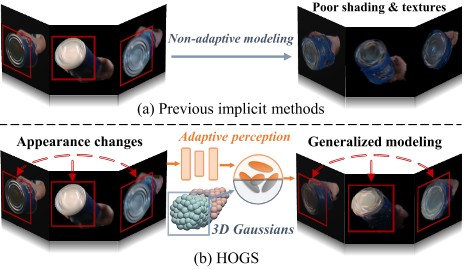 Poor shading & textures
Non-adaptive modeling
(a) Previous implicit methods
Appearance changes
Adaptive perception
Generalized modeling
3D Gaussians
(b) HOGS